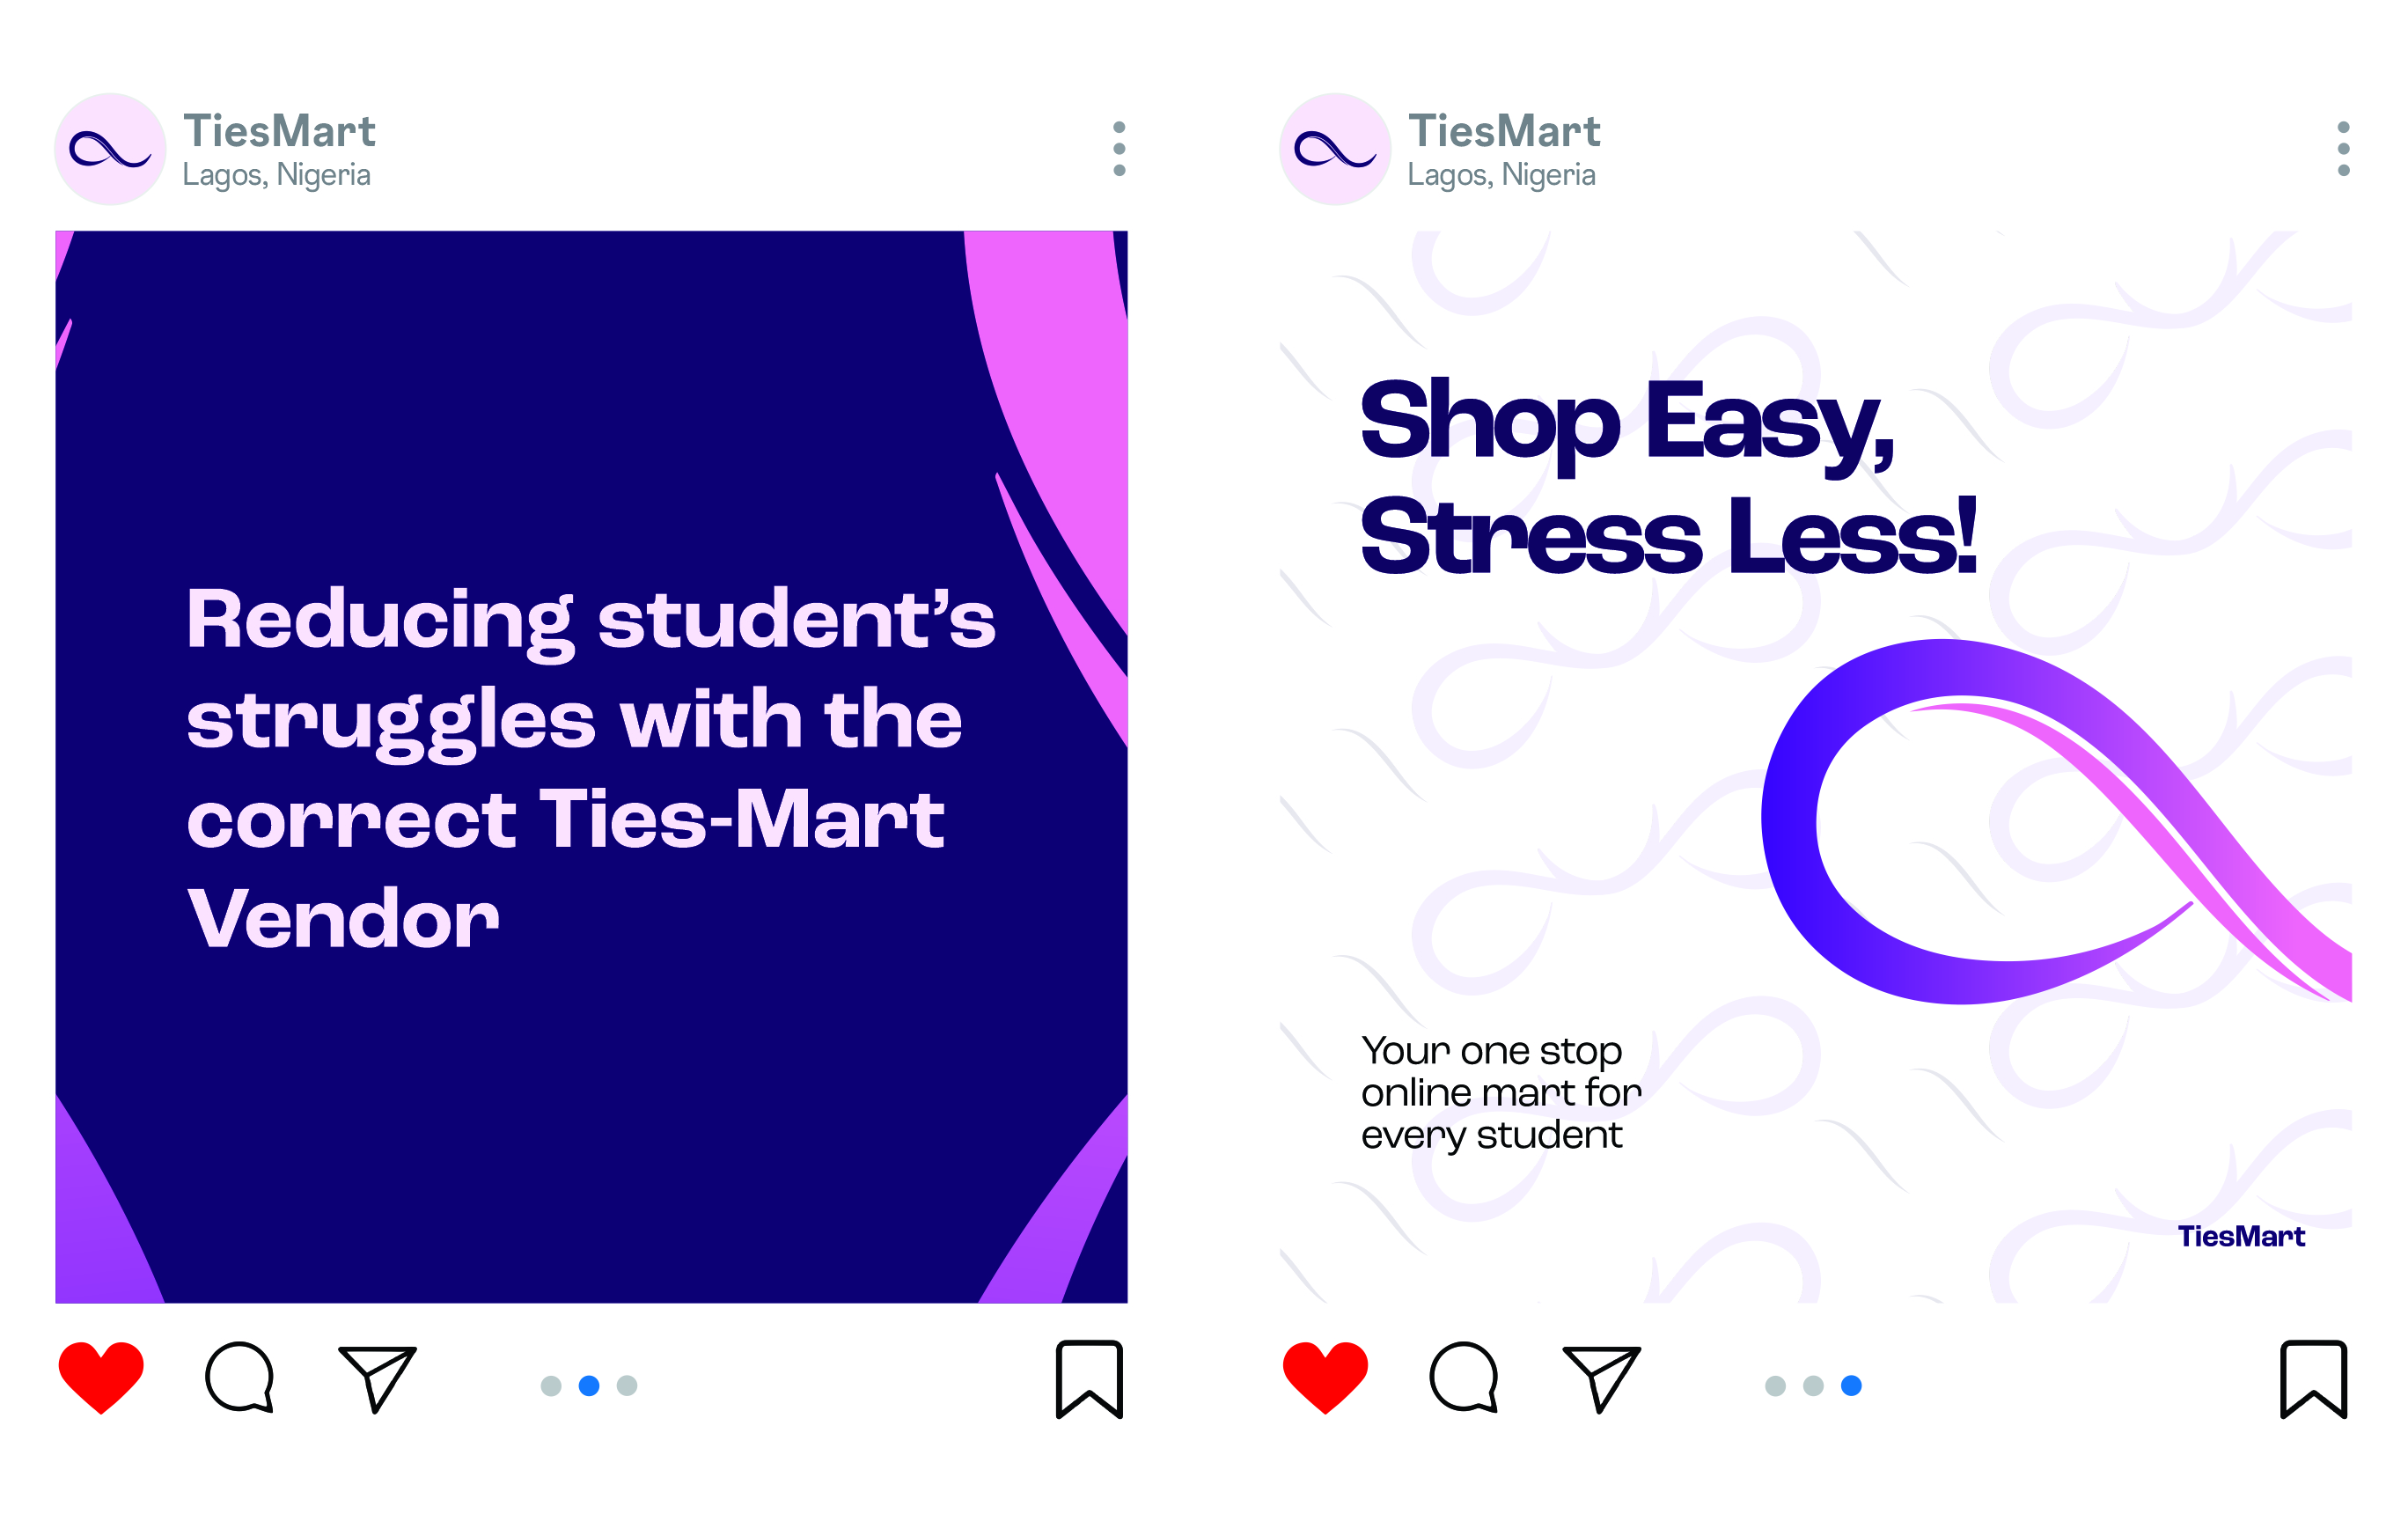 TiesMart
Lagos, Nigeria
Reducing student’s
struggles with the
correct Ties-Mart
Vendor
TiesMart
Lagos, Nigeria
Shop Easy,
Stress Less!
Your one stop
online mart for
every student
TiesMart